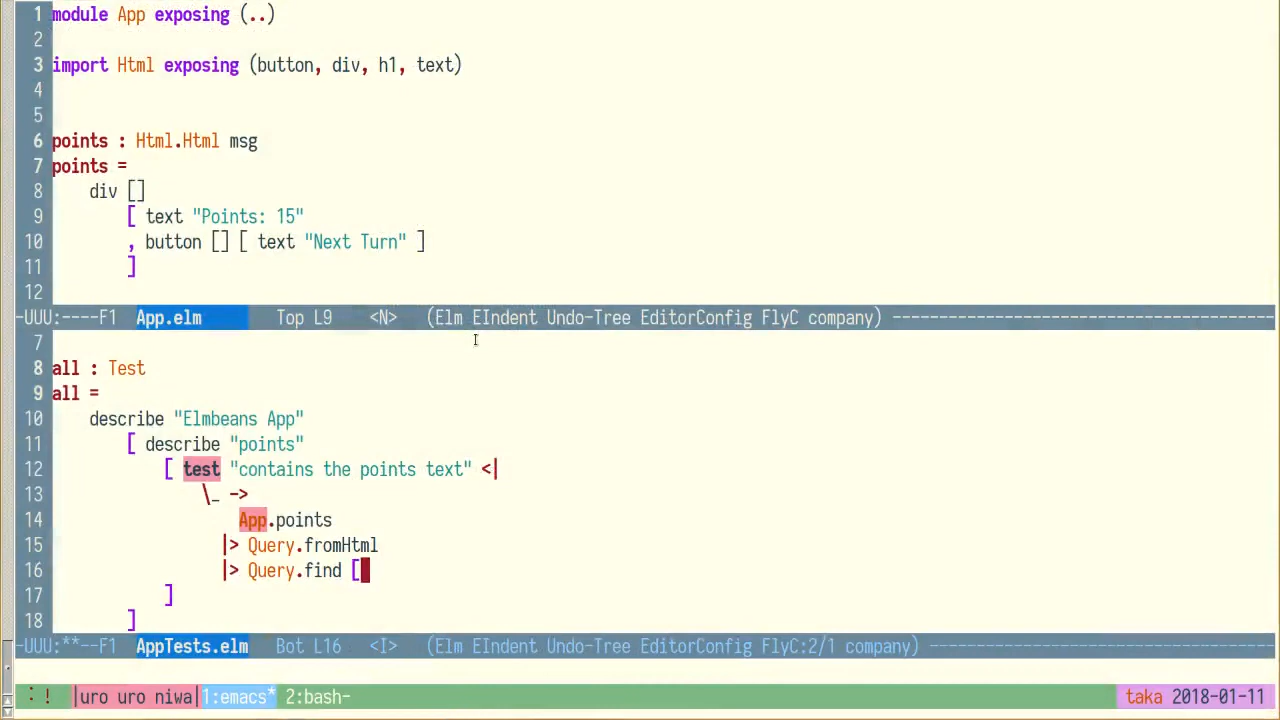 1 module App exposing (..)
2
3 import Html exposing (button, div, h1, text)
4
5
6 points : Html.Html msg
7 points =
8     div []
9         [ text "Points: 15"
10         , button [] [ text "Next Turn" ]
11         ]
12
-UUU:----F1  App.elm        Top L9    <N>   (Elm EIndent Undo-Tree EditorConfig FlyC company) -----------------------------------------
7
8 all : Test
9 all =
10     describe "Elmbeans App"
11         [ describe "points"
12             [ test "contains the points text" <|
13                 \_ ->
14                     App.points
15                   |> Query.fromHtml
16                   |> Query.find [
17             ]
18         ]
-UUU:**--F1  AppTests.elm   Bot L16   <I>   (Elm EIndent Undo-Tree EditorConfig FlyC:2/1 company) -------------------------------------
: !  |uro uro niwa|1:emacs* 2:bash- taka 2018-01-11